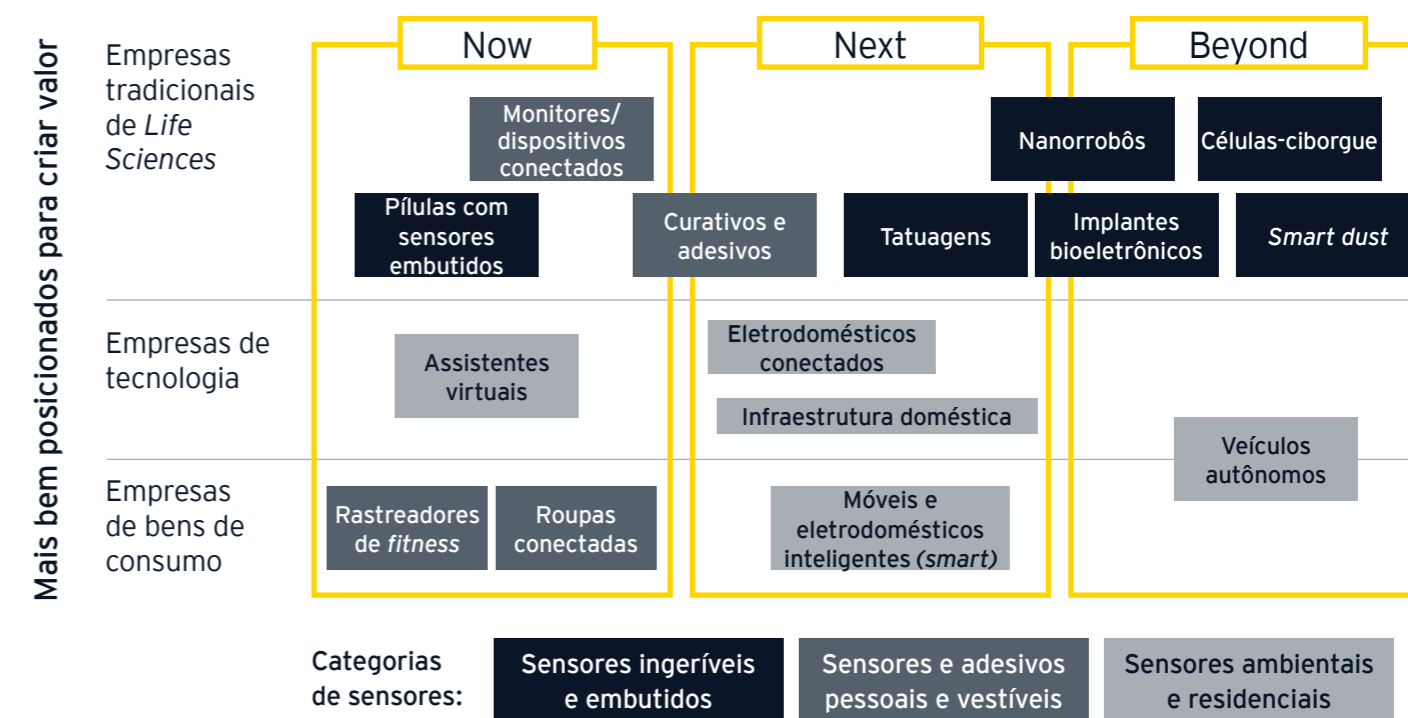 Mais bem posicionados para criar valor
Now
Next
Beyond
Empresas
tradicionais
de Life
Sciences
Monitores/
dispositivos
conectados
Nanorrobôs
Células-ciborgue
Pílulas com
sensores
embutidos
Curativos e
adesivos
Tatuagens
Implantes
bioeletrônicos
Smart dust
Empresas de
tecnologia
Assistentes
virtuais
Eletrodomésticos
conectados
Infraestrutura doméstica
Veículos
autônomos
Empresas
de bens de
consumo
Rastreadores
de fitness
Roupas
conectadas
Móveis e
eletrodomésticos
inteligentes (smart)
Categorias
de sensores:
Sensores ingeríveis
e embutidos
Sensores e adesivos
pessoais e vestíveis
Sensores ambientais
e residenciais